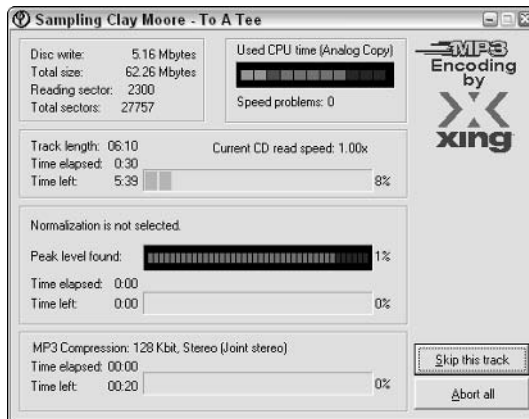 Sampling Clay Moore - To A Tee
Disc write: 5.16 Mbytes
Total size: 62.26 Mbytes
Reading sector: 2300
Total sectors: 27757
Used CPU time (Analog Copy)
Speed problems: 0
MP3
Encoding
by
xing
Track length: 06:10
Current CD read speed: 1.00x
Time elapsed: 0:30
Time left: 5:39
8%
Normalization is not selected.
Peak level found:
1%
Time elapsed: 0:00
Time left: 0:00
0%
MP3 Compression: 128 Kbit, Stereo (Joint stereo)
Time elapsed: 00:00
Time left: 00:20
0%
Skip this track
Abort all